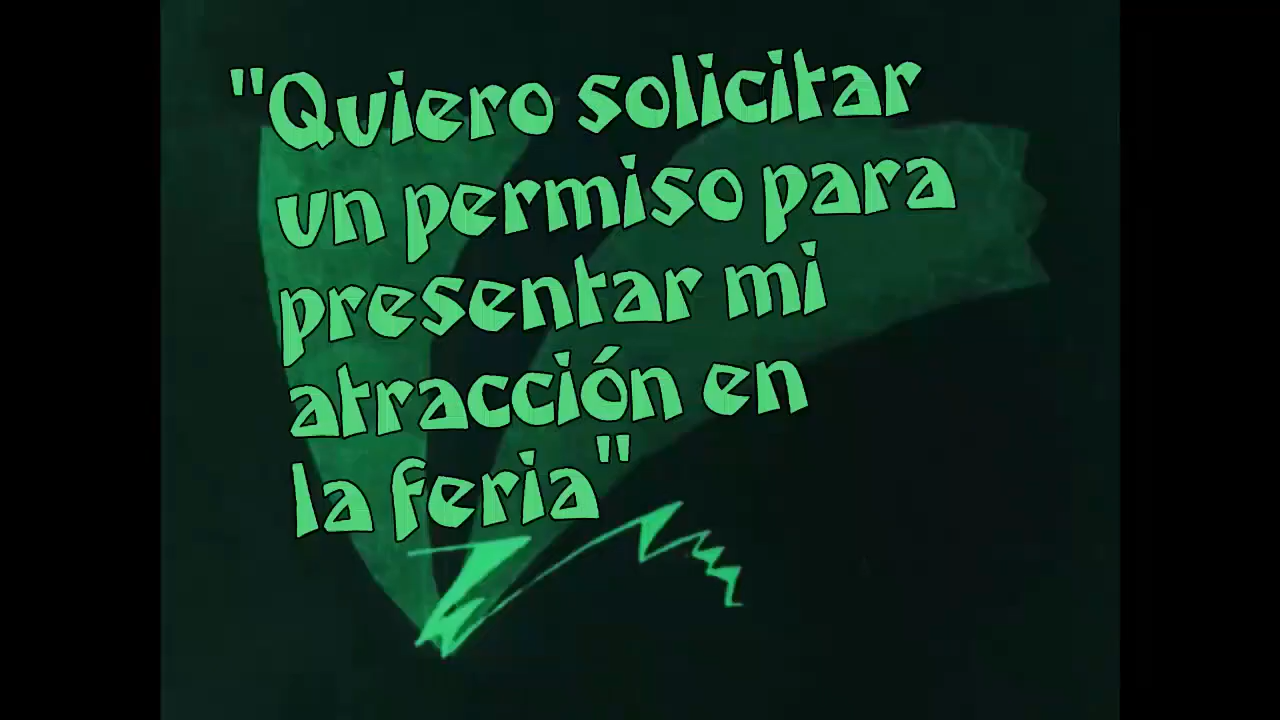 "Quiero solicitar
un permiso para
presentar mi
atracción en
la feria"